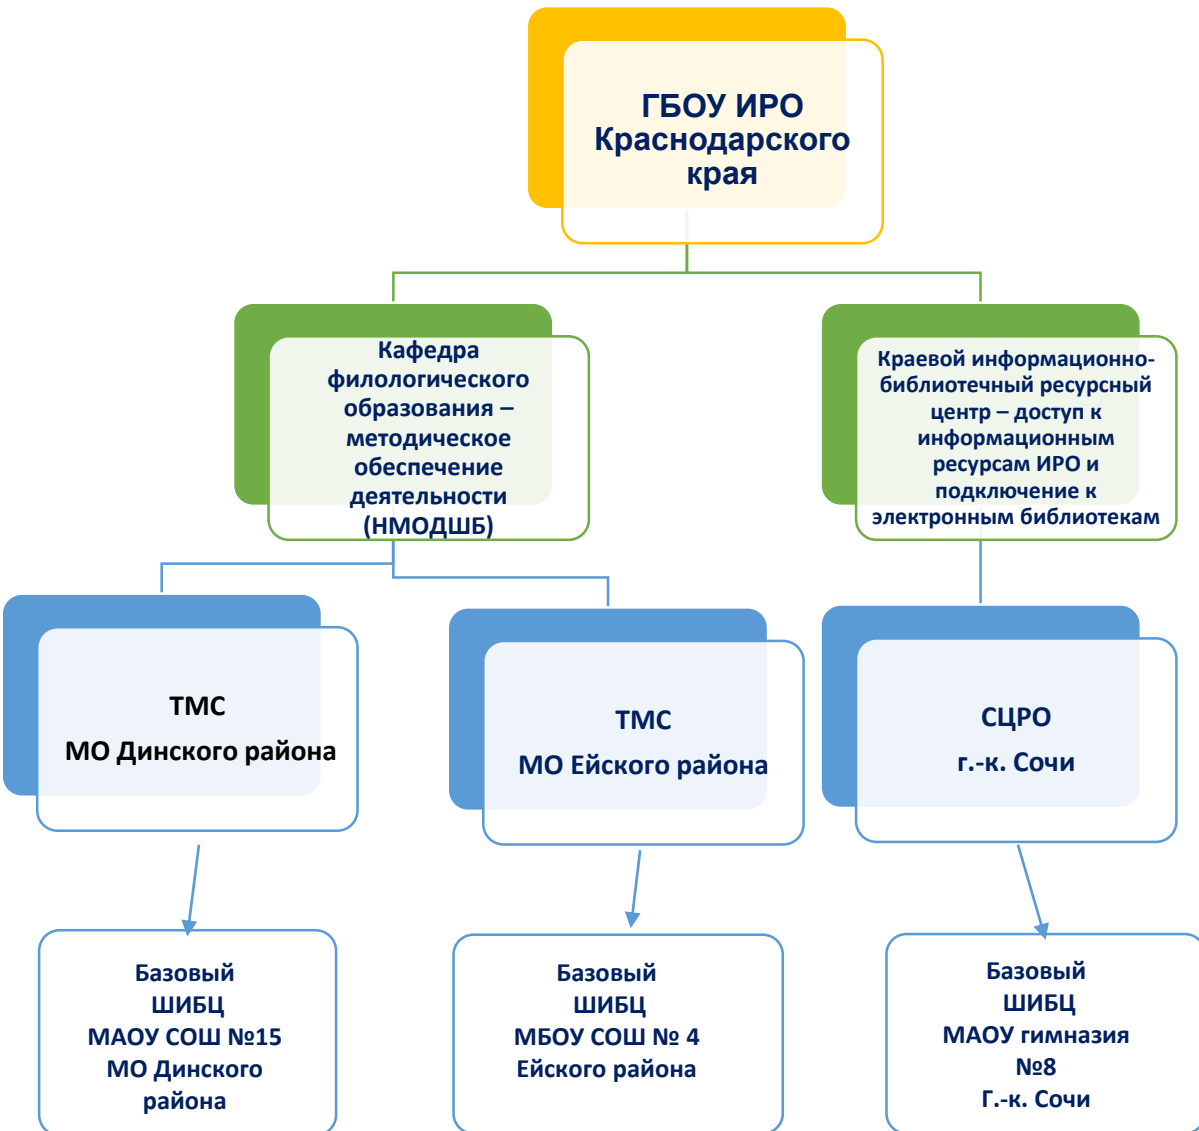 ГБОУ ИРО
Краснодарского
края
Кафедра
филологического
образования –
методическое
обеспечение
деятельности
(НМОДШБ)
Краевой информационно-
библиотечный ресурсный
центр – доступ к
информационным
ресурсам ИРО и
подключение к
электронным библиотекам
ТМС
МО Динского района
ТМС
МО Ейского района
СЦРО
г.-к. Сочи
Базовый
ШИБЦ
МАОУ СОШ №15
МО Динского
района
Базовый
ШИБЦ
МБОУ СОШ № 4
Ейского района
Базовый
ШИБЦ
МАОУ гимназия
№8
Г.-к. Сочи